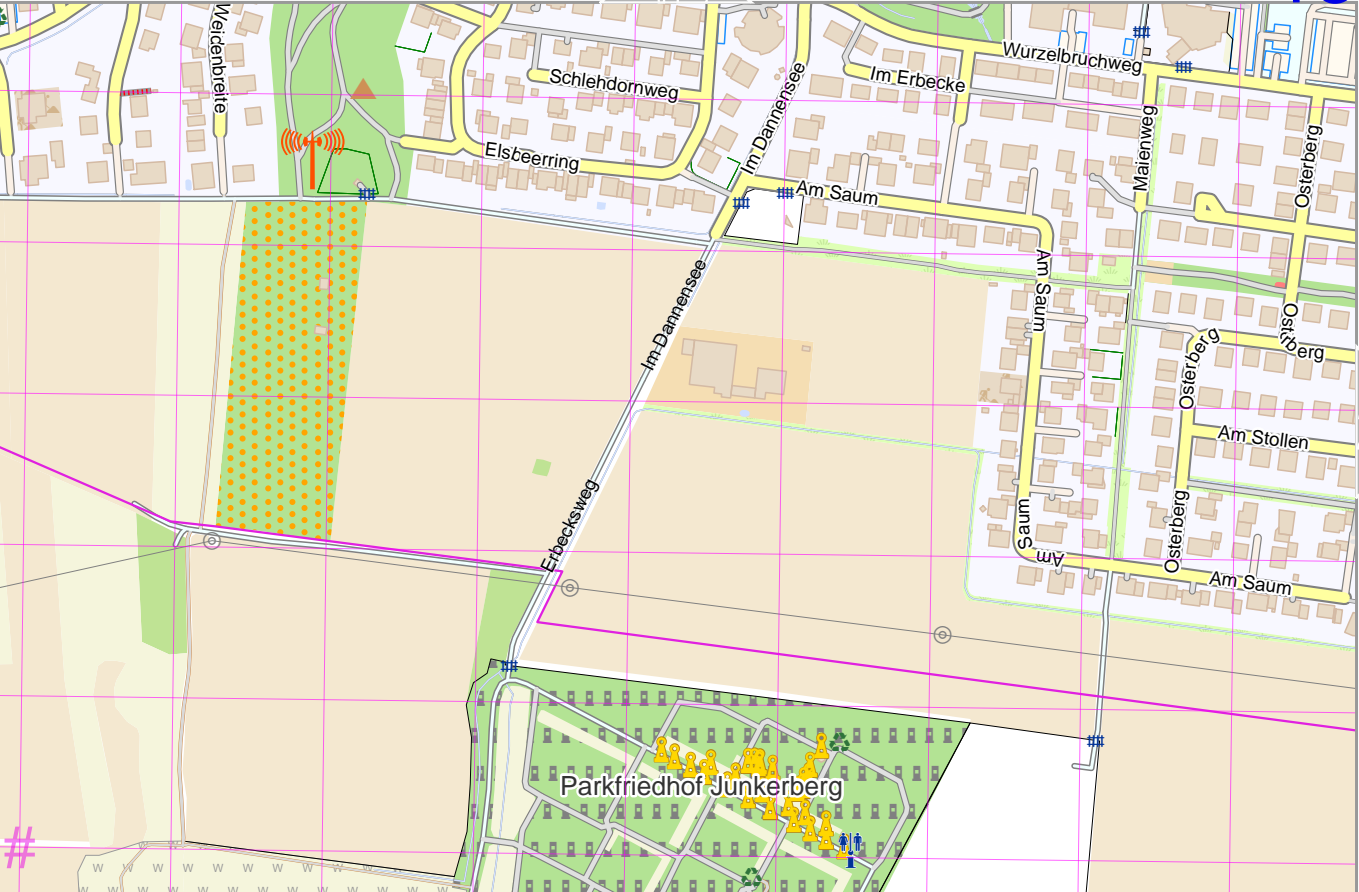 Weidenbreite
Schlehdornweg
Im Dannensee
Im Erbecke
Wurzelbruchweg
Maienweg
Osterberg
Elsbeerring
Am Saum
Im Dannensee
Am Saum
Osterberg
Osterberg
Am Stollen
Erbecksweg
Am Saum
Osterberg
Am Saum
Parkfriedhof Junkerberg
#
w w w w w w w w w w
w w w w w w w w w w w w w